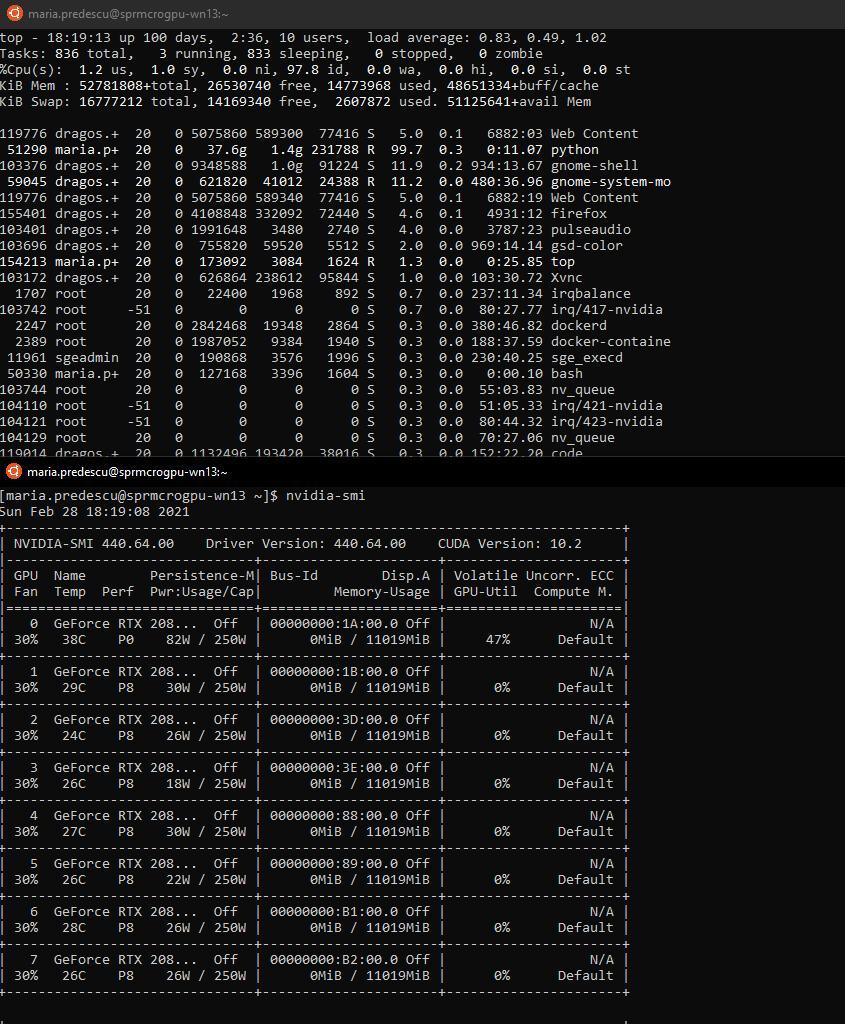 maria.predescu@sprmcrogpu-wn13:~
top - 18:19:13 up 100 days,  2:36, 10 users,  load average: 0.83, 0.49, 1.02
Tasks: 836 total,   3 running, 833 sleeping,   0 stopped,   0 zombie
%Cpu(s):  1.2 us,  1.0 sy,  0.0 ni, 97.8 id,  0.0 wa,  0.0 hi,  0.0 si,  0.0 st
KiB Mem : 52781808+total, 26530740 free, 14773968 used, 48651334+buff/cache
KiB Swap: 16777212 total, 14169340 free,  2607872 used. 51125641+avail Mem
119776 dragos.+  20   0 5075860 589300  77416 S   5.0  0.1   6882:03 Web Content
51290 maria.p+  20   0   37.6g   1.4g 231788 R  99.7  0.3   0:11.07 python
103376 dragos.+  20   0 9348588   1.0g  91224 S  11.9  0.2 934:13.67 gnome-shell
59045 dragos.+  20   0  621820  41012  24388 R  11.2  0.0 480:36.96 gnome-system-mo
119776 dragos.+  20   0 5075860 589340  77416 S   5.0  0.1   6882:19 Web Content
155401 dragos.+  20   0 4108848 332092  72440 S   4.6  0.1   4931:12 firefox
103401 dragos.+  20   0 1991648   3480   2740 S   4.0  0.0   3787:23 pulseaudio
103696 dragos.+  20   0  755820  59520   5512 S   2.0  0.0 969:14.14 gsd-color
154213 maria.p+  20   0  173092   3084   1624 R   1.3  0.0   0:25.85 top
103172 dragos.+  20   0  626864 238612  95844 S   1.0  0.0 103:30.72 Xvnc
1707 root      20   0   22400   1968    892 S   0.7  0.0 237:11.34 irqbalance
103742 root     -51   0       0      0      0 S   0.7  0.0  80:27.77 irq/417-nvidia
2247 root      20   0 2842468  19348   2864 S   0.3  0.0 380:46.82 dockerd
2389 root      20   0 1987052   9384   1940 S   0.3  0.0 188:37.59 docker-containe
11961 sgeadmin  20   0  190868   3576   1996 S   0.3  0.0 230:40.25 sge_execd
50330 maria.p+  20   0  127168   3396   1604 S   0.3  0.0   0:00.10 bash
103744 root      20   0       0      0      0 S   0.3  0.0  55:03.83 nv_queue
104110 root     -51   0       0      0      0 S   0.3  0.0  51:05.33 irq/421-nvidia
104121 root     -51   0       0      0      0 S   0.3  0.0  80:44.32 irq/423-nvidia
104129 root      20   0       0      0      0 S   0.3  0.0  70:27.06 nv_queue
119014 dragos.+  20   0 1132496 193420  38016 S   0.3  0.0 152:22.20 code
maria.predescu@sprmcrogpu-wn13:~
[maria.predescu@sprmcrogpu-wn13 ~]$ nvidia-smi
Sun Feb 28 18:19:08 2021
+-----------------------------------------------------------------------------+
| NVIDIA-SMI 440.64.00    Driver Version: 440.64.00    CUDA Version: 10.2     |
|-------------------------------+----------------------+----------------------+
| GPU  Name        Persistence-M| Bus-Id        Disp.A | Volatile Uncorr. ECC |
| Fan  Temp  Perf  Pwr:Usage/Cap|         Memory-Usage | GPU-Util  Compute M. |
|===============================+======================+======================|
|   0  GeForce RTX 208...  Off  | 00000000:1A:00.0 Off |                  N/A |
| 30%   38C    P0    82W / 250W |      0MiB / 11019MiB |     47%      Default |
+-------------------------------+----------------------+----------------------+
|   1  GeForce RTX 208...  Off  | 00000000:1B:00.0 Off |                  N/A |
| 30%   29C    P8    30W / 250W |      0MiB / 11019MiB |      0%      Default |
+-------------------------------+----------------------+----------------------+
|   2  GeForce RTX 208...  Off  | 00000000:3D:00.0 Off |                  N/A |
| 30%   24C    P8    26W / 250W |      0MiB / 11019MiB |      0%      Default |
+-------------------------------+----------------------+----------------------+
|   3  GeForce RTX 208...  Off  | 00000000:3E:00.0 Off |                  N/A |
| 30%   26C    P8    18W / 250W |      0MiB / 11019MiB |      0%      Default |
+-------------------------------+----------------------+----------------------+
|   4  GeForce RTX 208...  Off  | 00000000:88:00.0 Off |                  N/A |
| 30%   27C    P8    30W / 250W |      0MiB / 11019MiB |      0%      Default |
+-------------------------------+----------------------+----------------------+
|   5  GeForce RTX 208...  Off  | 00000000:89:00.0 Off |                  N/A |
| 30%   26C    P8    22W / 250W |      0MiB / 11019MiB |      0%      Default |
+-------------------------------+----------------------+----------------------+
|   6  GeForce RTX 208...  Off  | 00000000:B1:00.0 Off |                  N/A |
| 30%   28C    P8    26W / 250W |      0MiB / 11019MiB |      0%      Default |
+-------------------------------+----------------------+----------------------+
|   7  GeForce RTX 208...  Off  | 00000000:B2:00.0 Off |                  N/A |
| 30%   26C    P8    26W / 250W |      0MiB / 11019MiB |      0%      Default |
+-------------------------------+----------------------+----------------------+